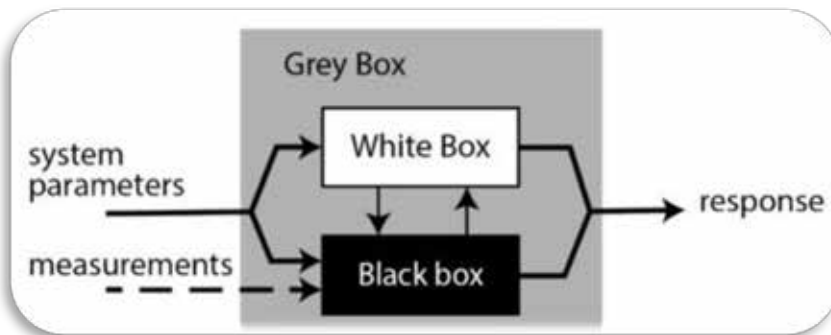 Grey Box
White Box
system
parameters
response
measurements
Black box